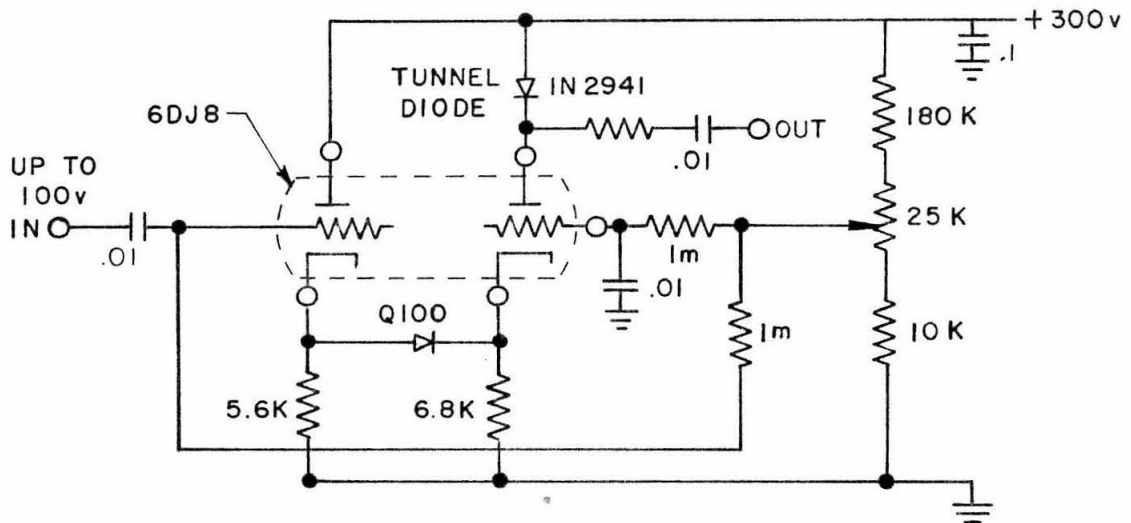 + 300v
.1
TUNNEL
DIODE
IN 2941
6DJ8
180 K
OUT
.01
UP TO
100v
IN
.01
25 K
1m
.01
Q100
1m
10 K
5.6K
6.8K